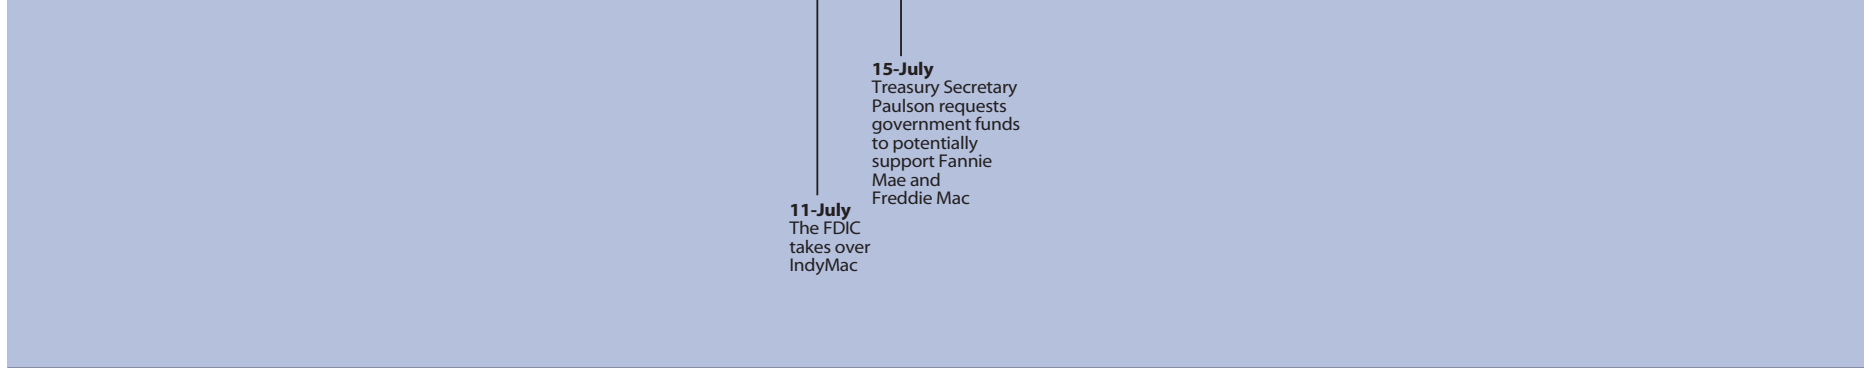 15-July
Treasury Secretary
Paulson requests
government funds
to potentially
support Fannie
Mae and
Freddie Mac
11-July
The FDIC
takes over
IndyMac